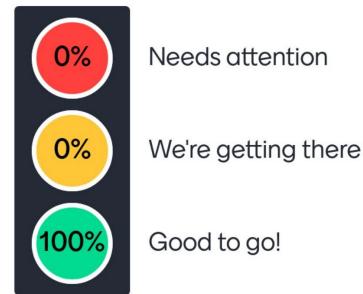 0% Needs attention
0% We're getting there
100% Good to go!